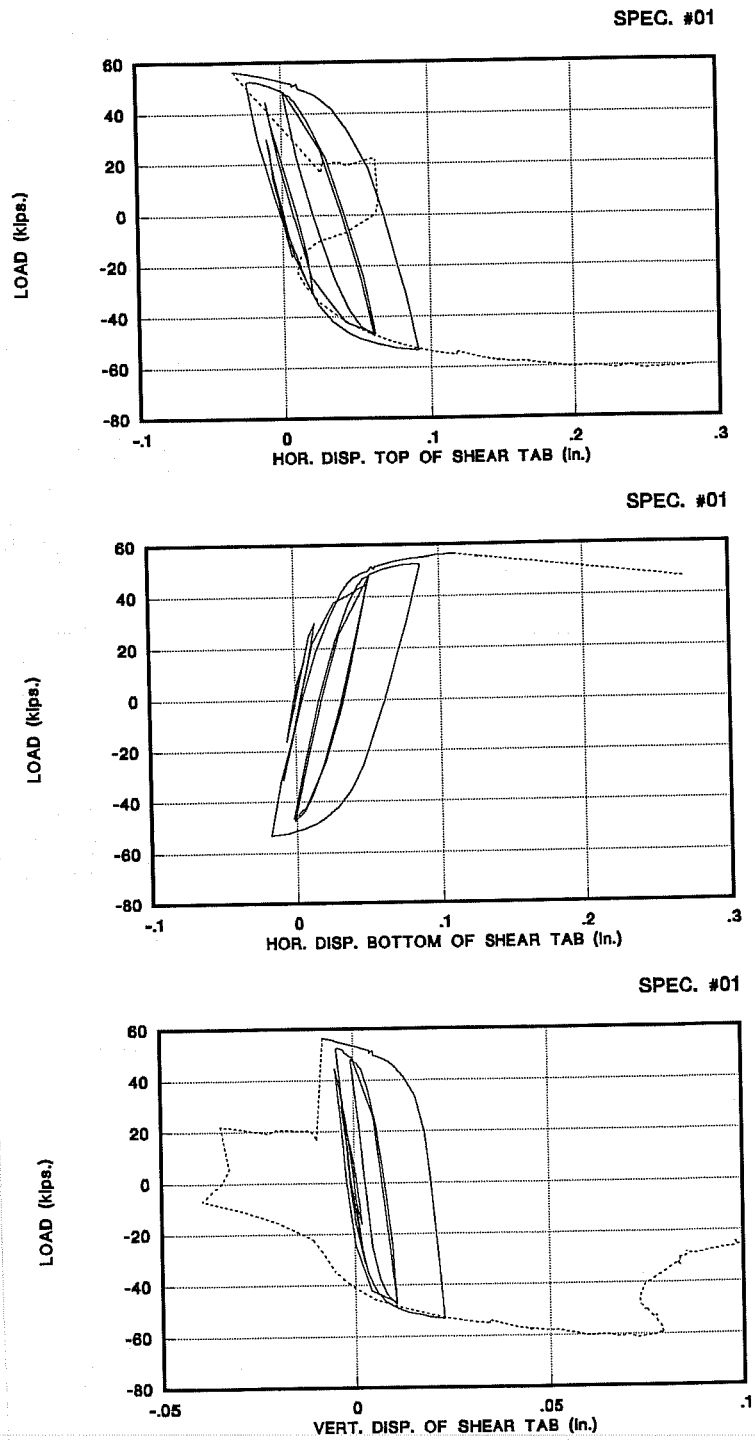 SPEC. #01
60
40
20
0
-20
-40
-60
-80
LOAD (kips.)
-.1 0 .1 .2 .3
HOR. DISP. TOP OF SHEAR TAB (in.)
SPEC. #01
60
40
20
0
-20
-40
-60
-80
LOAD (kips.)
-.1 0 .1 .2 .3
HOR. DISP. BOTTOM OF SHEAR TAB (in.)
SPEC. #01
60
40
20
0
-20
-40
-60
-80
LOAD (kips.)
-.05 0 .05 .1
VERT. DISP. OF SHEAR TAB (in.)